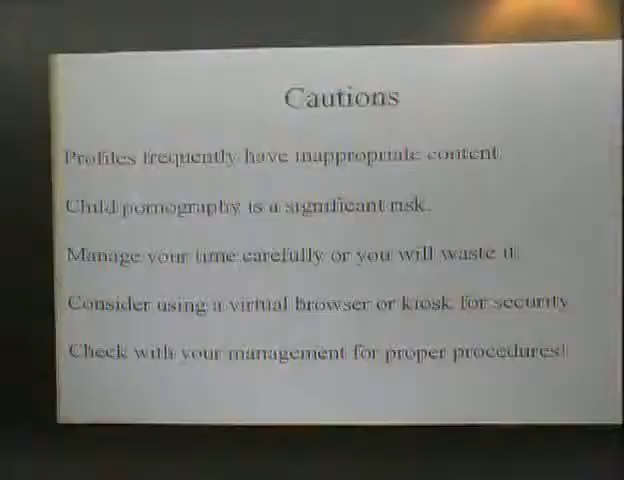 Cautions
Profiles frequently have inappropriate content.
Child pornography is a significant risk.
Manage your time carefully or you will waste it!
Consider using a virtual browser or kiosk for security
Check with your management for proper procedures!